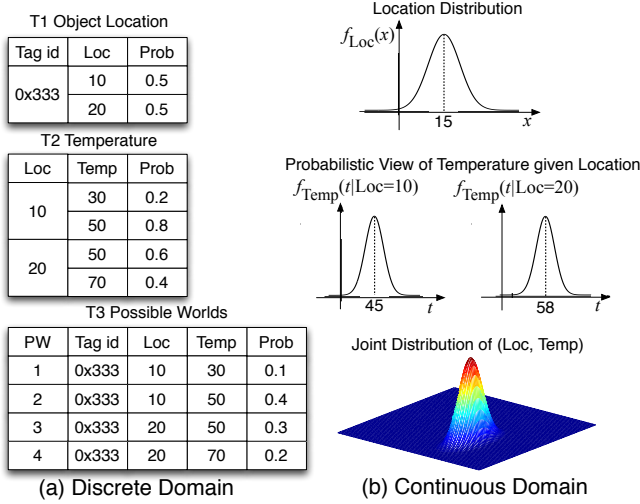 T1 Object Location
Tag id Loc Prob
0x333 10 0.5
20 0.5
T2 Temperature
Loc Temp Prob
10 30 0.2
50 0.8
20 50 0.6
70 0.4
T3 Possible Worlds
PW Tag id Loc Temp Prob
1 0x333 10 30 0.1
2 0x333 10 50 0.4
3 0x333 20 50 0.3
4 0x333 20 70 0.2
(a) Discrete Domain
Location Distribution
f_Loc(x)
15 x
Probabilistic View of Temperature given Location
f_Temp(t|Loc=10) f_Temp(t|Loc=20)
45 t 58 t
Joint Distribution of (Loc, Temp)
(b) Continuous Domain